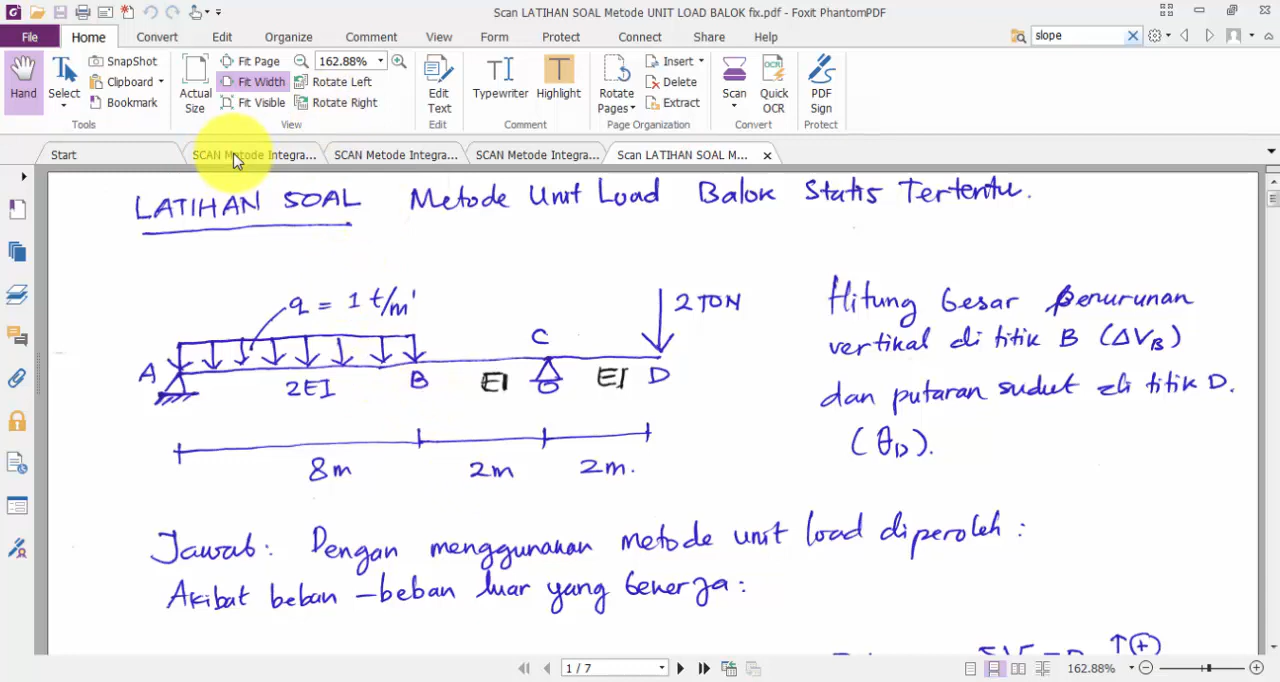 Scan LATIHAN SOAL Metode UNIT LOAD BALOK fix.pdf - Foxit PhantomPDF
File Home Convert Edit Organize Comment View Form Protect Connect Share Help
slope
Hand
Select
SnapShot
Clipboard
Bookmark
Tools
Actual Size
Fit Page
Fit Width
Fit Visible
162.88%
Rotate Left
Rotate Right
View
Edit Text
Edit
Typewriter
Highlight
Comment
Rotate Pages
Insert
Delete
Extract
Page Organization
Scan
Quick OCR
Convert
PDF Sign
Protect
Start
SCAN Metode Integra...
SCAN Metode Integra...
SCAN Metode Integra...
Scan LATIHAN SOAL M...
LATIHAN SOAL Metode Unit Load Balok Statis Tertentu.
q = 1 t/m'
2 TON
A
2EI
B
EI
C
EI
D
8m
2m
2m.
Hitung besar penurunan
vertikal di titik B (ΔVB)
dan putaran sudut di titik D.
(θD).
Jawab: Dengan menggunakan metode unit load diperoleh :
Akibat beban-beban luar yang bekerja :
1 / 7
162.88%